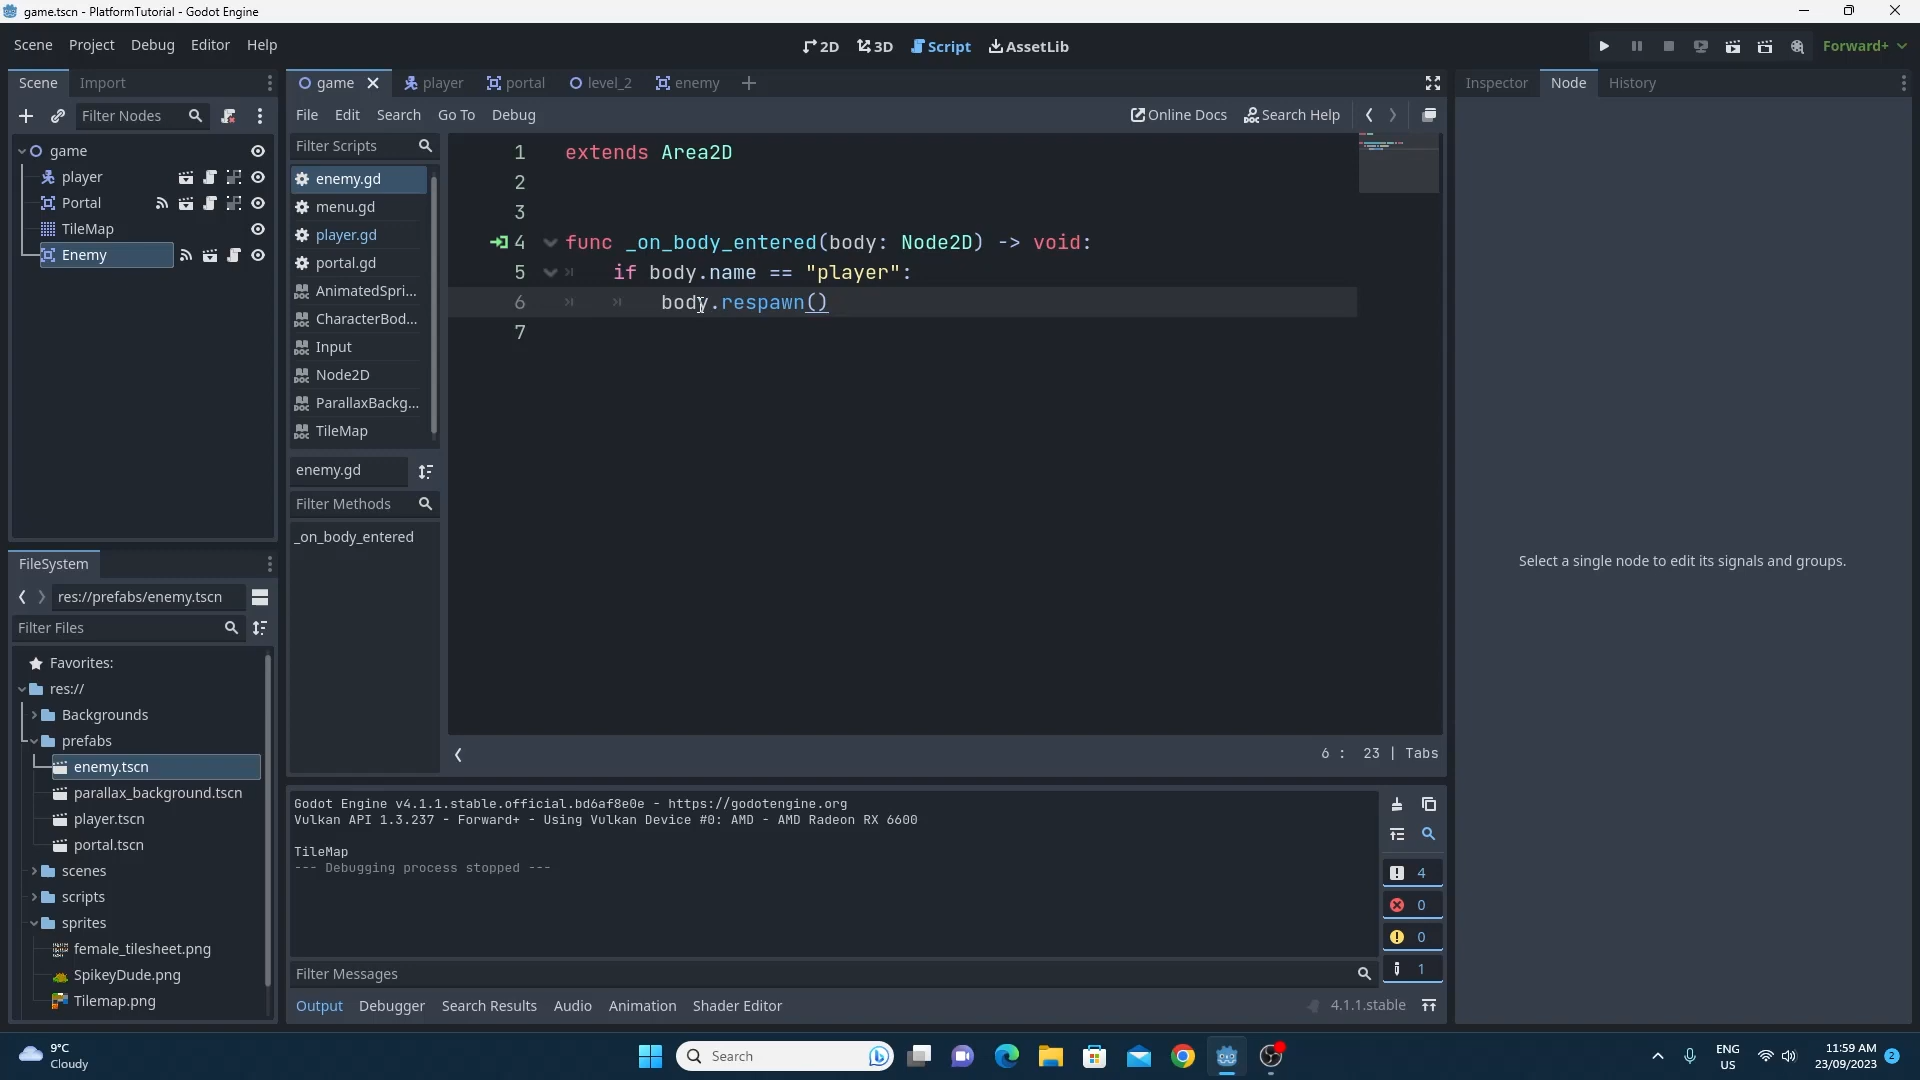 game.tscn - PlatformTutorial - Godot Engine
Scene Project Debug Editor Help
2D 3D Script AssetLib
Forward+
Scene Import
Filter Nodes
game
player
Portal
TileMap
Enemy
game player portal level_2 enemy
File Edit Search Go To Debug
Online Docs Search Help
Filter Scripts
enemy.gd
menu.gd
player.gd
portal.gd
AnimatedSpri...
CharacterBod...
Input
Node2D
ParallaxBackg...
TileMap
enemy.gd
Filter Methods
_on_body_entered
1 extends Area2D
2
3
4 func _on_body_entered(body: Node2D) -> void:
5 if body.name == "player":
6 body.respawn()
7
6 : 23 | Tabs
Inspector Node History
Select a single node to edit its signals and groups.
FileSystem
res://prefabs/enemy.tscn
Filter Files
Favorites:
res://
Backgrounds
prefabs
enemy.tscn
parallax_background.tscn
player.tscn
portal.tscn
scenes
scripts
sprites
female_tilesheet.png
SpikeyDude.png
Tilemap.png
Godot Engine v4.1.1.stable.official.bd6af8e0e - https://godotengine.org
Vulkan API 1.3.237 - Forward+ - Using Vulkan Device #0: AMD - AMD Radeon RX 6600
TileMap
--- Debugging process stopped ---
4
0
0
1
Filter Messages
Output Debugger Search Results Audio Animation Shader Editor
4.1.1.stable
9°C
Cloudy
Search
ENG
US
11:59 AM
23/09/2023
2